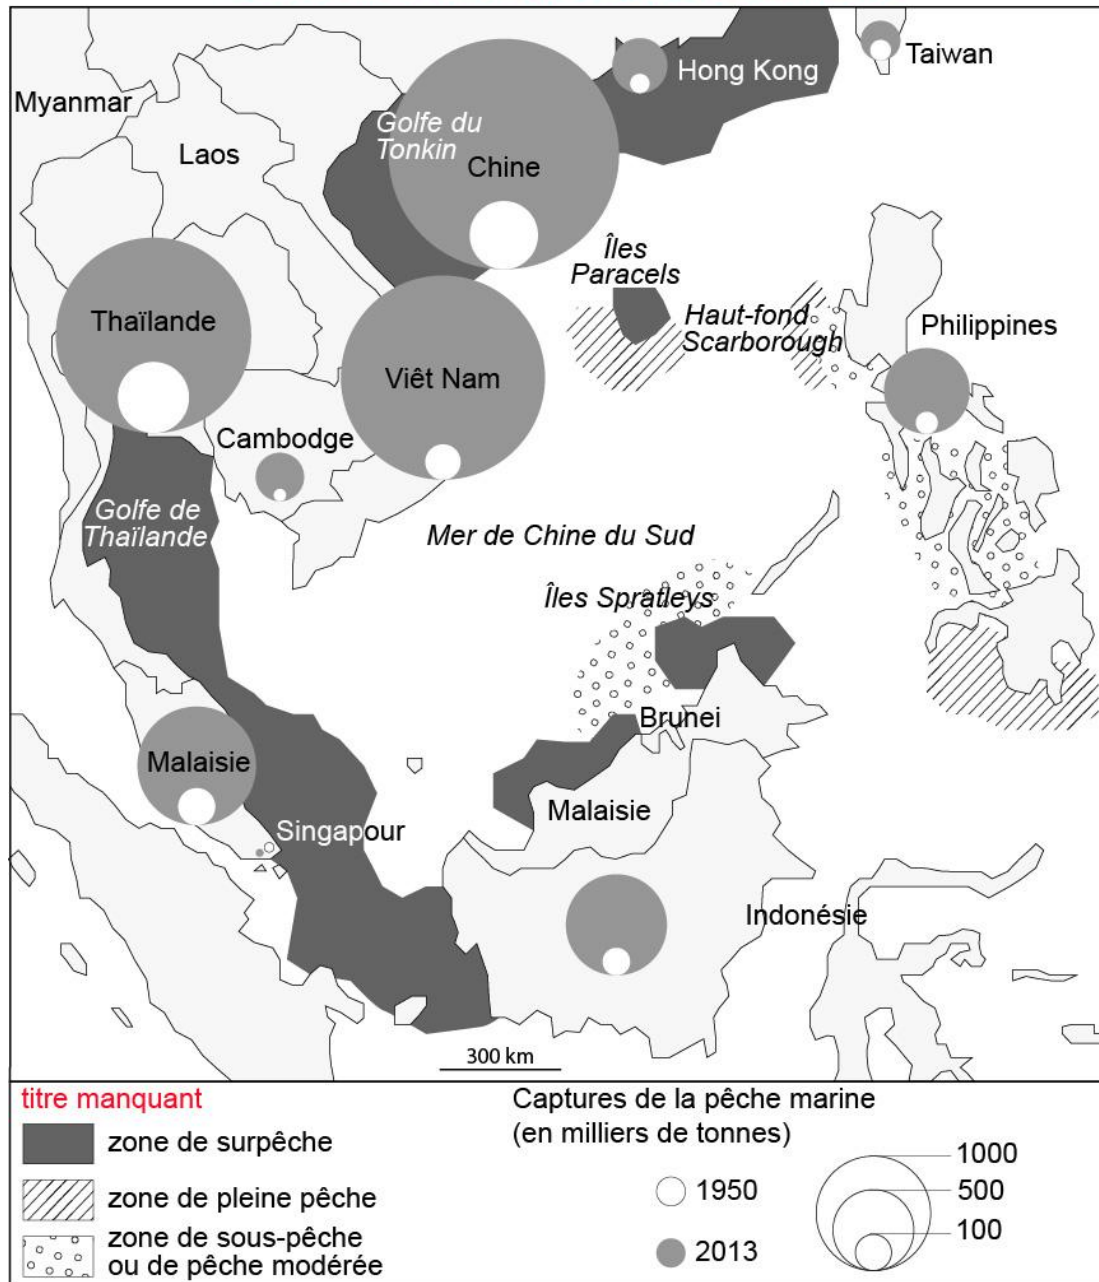 Myanmar
Laos
Golfe du
Tonkin
Chine
Hong Kong
Taiwan
Îles
Paracels
Haut-fond
Scarborough
Philippines
Thaïlande
Viêt Nam
Cambodge
Golfe de
Thaïlande
Mer de Chine du Sud
Îles Spratleys
Brunei
Malaisie
Malaisie
Singapour
Indonésie
300 km
titre manquant
zone de surpêche
zone de pleine pêche
zone de sous-pêche
ou de pêche modérée
Captures de la pêche marine
(en milliers de tonnes)
1950
2013
1000
500
100